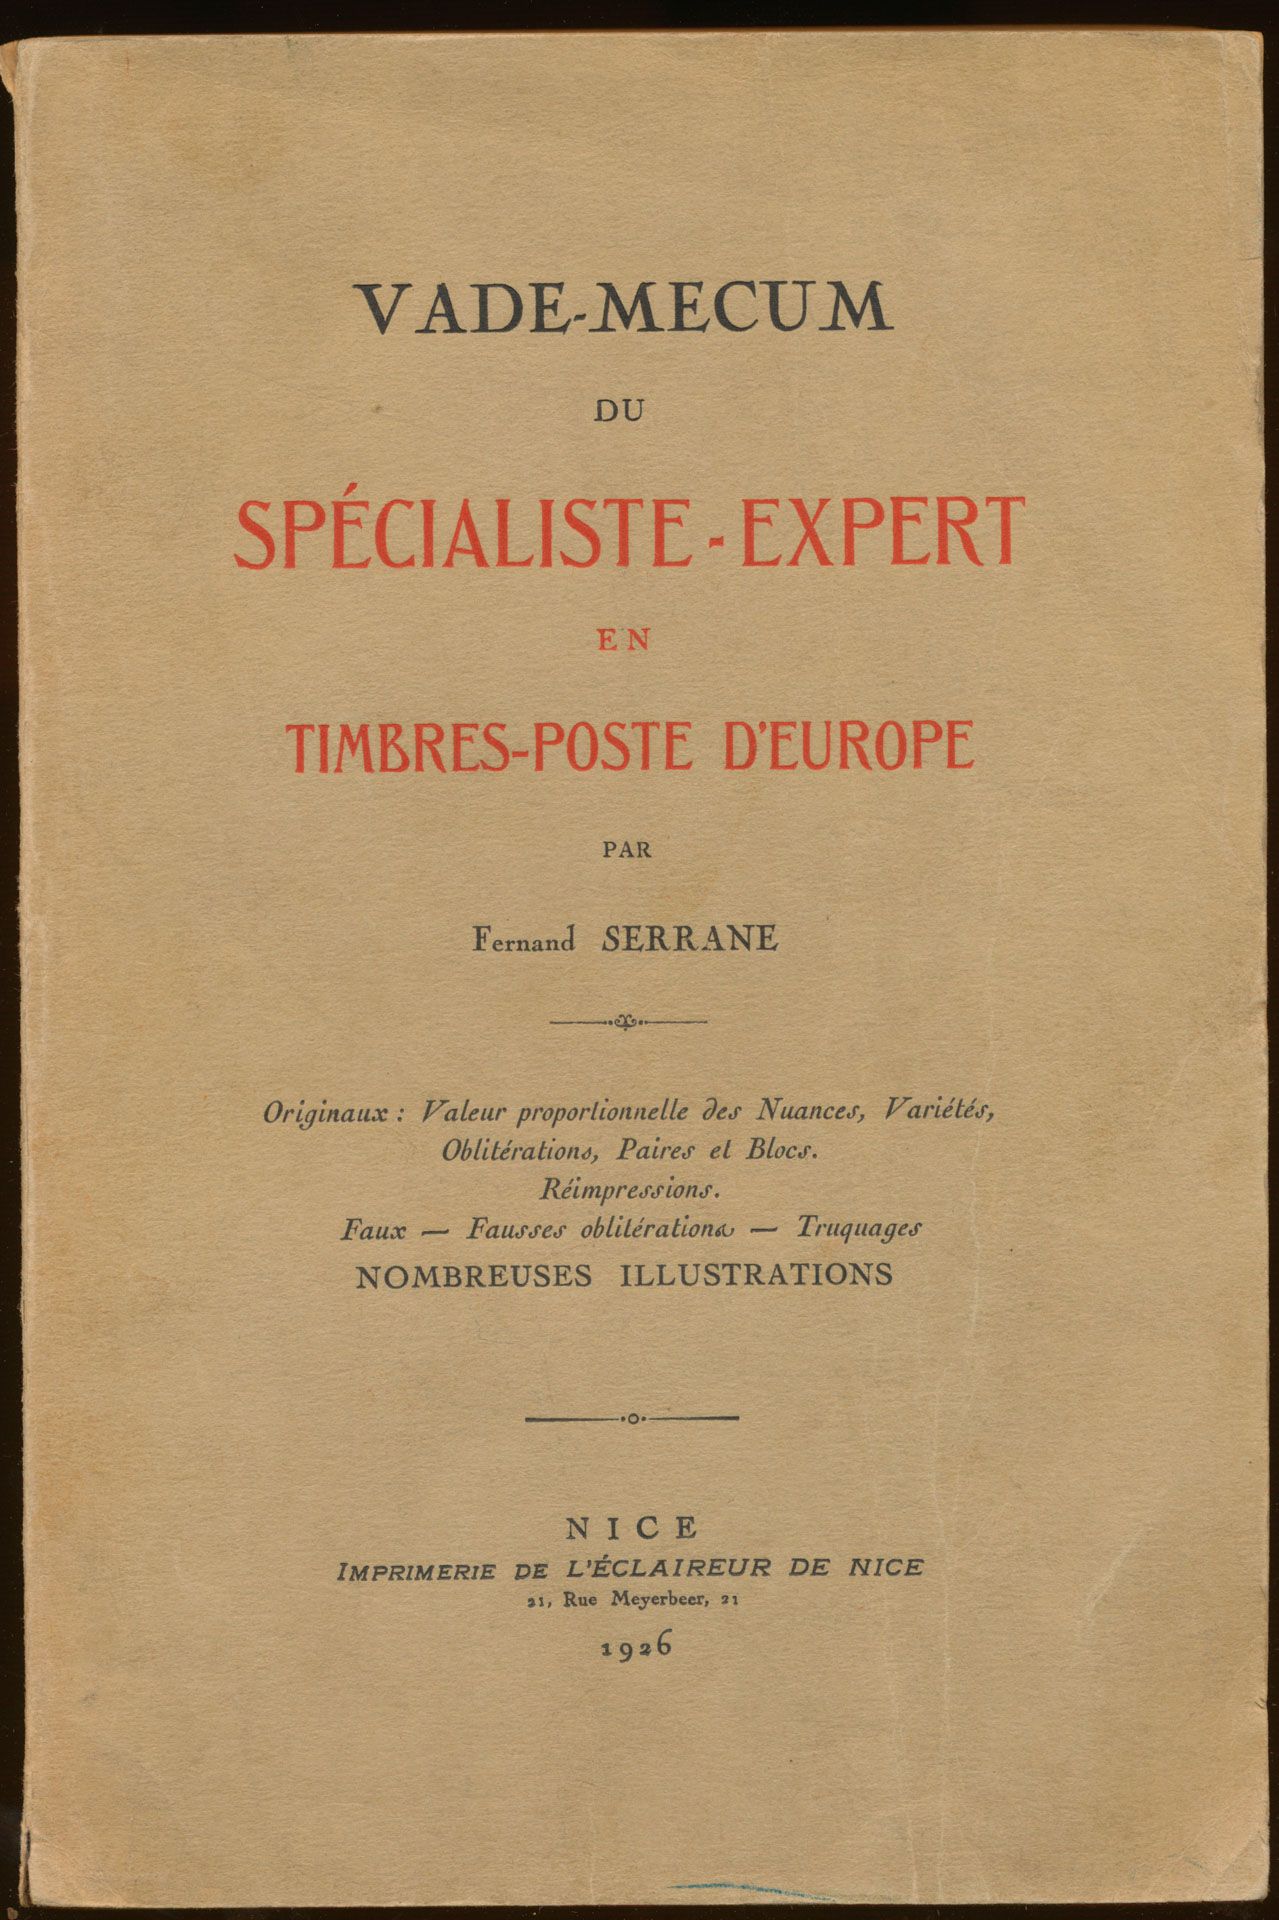 VADE-MECUM
DU
SPÉCIALISTE-EXPERT
EN
TIMBRES-POSTE D'EUROPE
PAR
Fernand SERRANE
Originaux : Valeur proportionnelle des Nuances, Variétés,
Oblitérations, Paires et Blocs.
Réimpressions.
Faux — Fausses oblitérations — Truquages
NOMBREUSES ILLUSTRATIONS
NICE
IMPRIMERIE DE L'ÉCLAIREUR DE NICE
21, Rue Meyerbeer, 21
1926